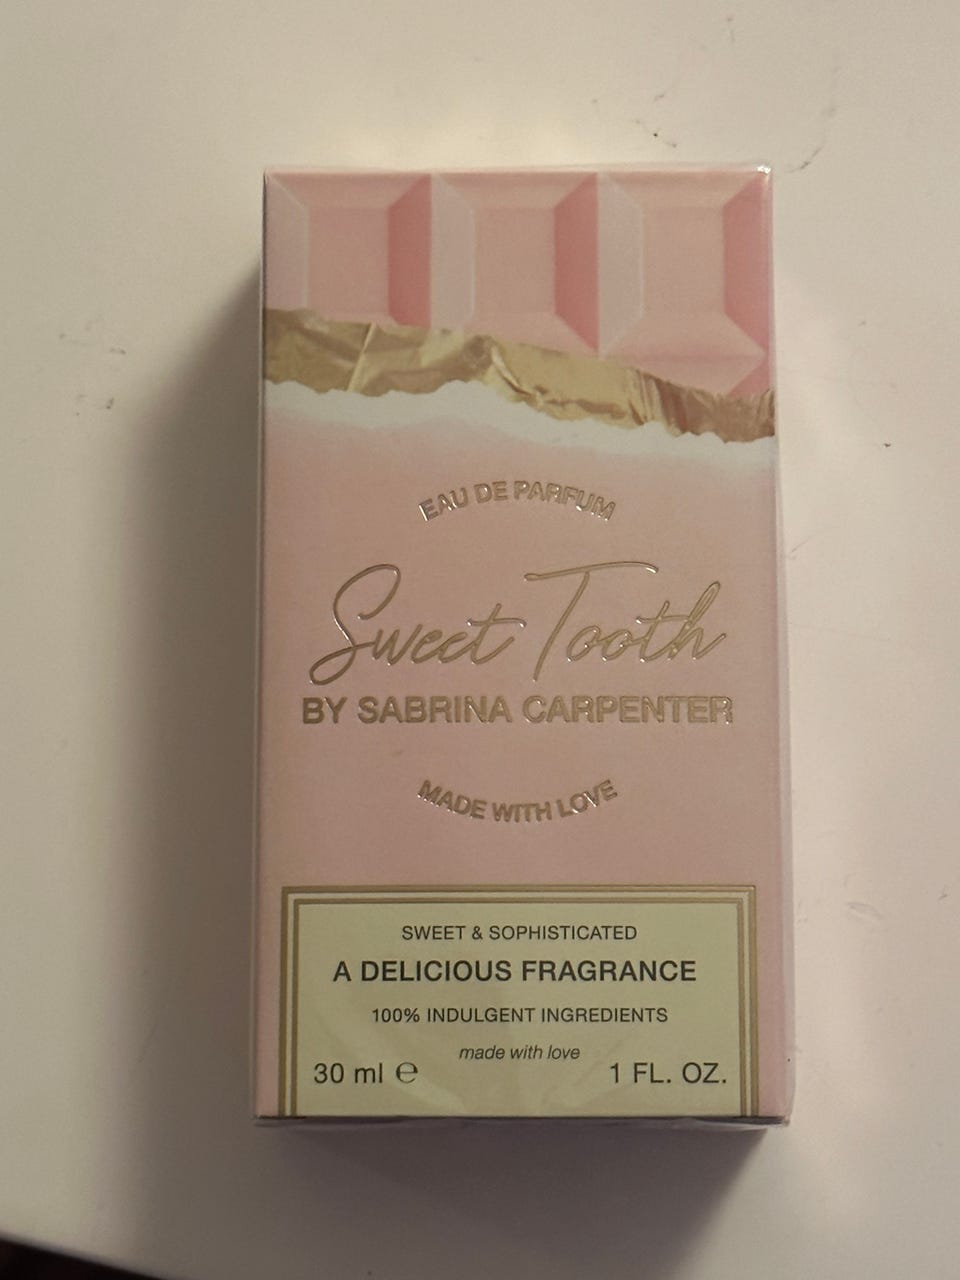 EAU DE PARFUM
Sweet Tooth
BY SABRINA CARPENTER
MADE WITH LOVE
SWEET & SOPHISTICATED
A DELICIOUS FRAGRANCE
100% INDULGENT INGREDIENTS
made with love
30 ml ℮ 1 FL. OZ.